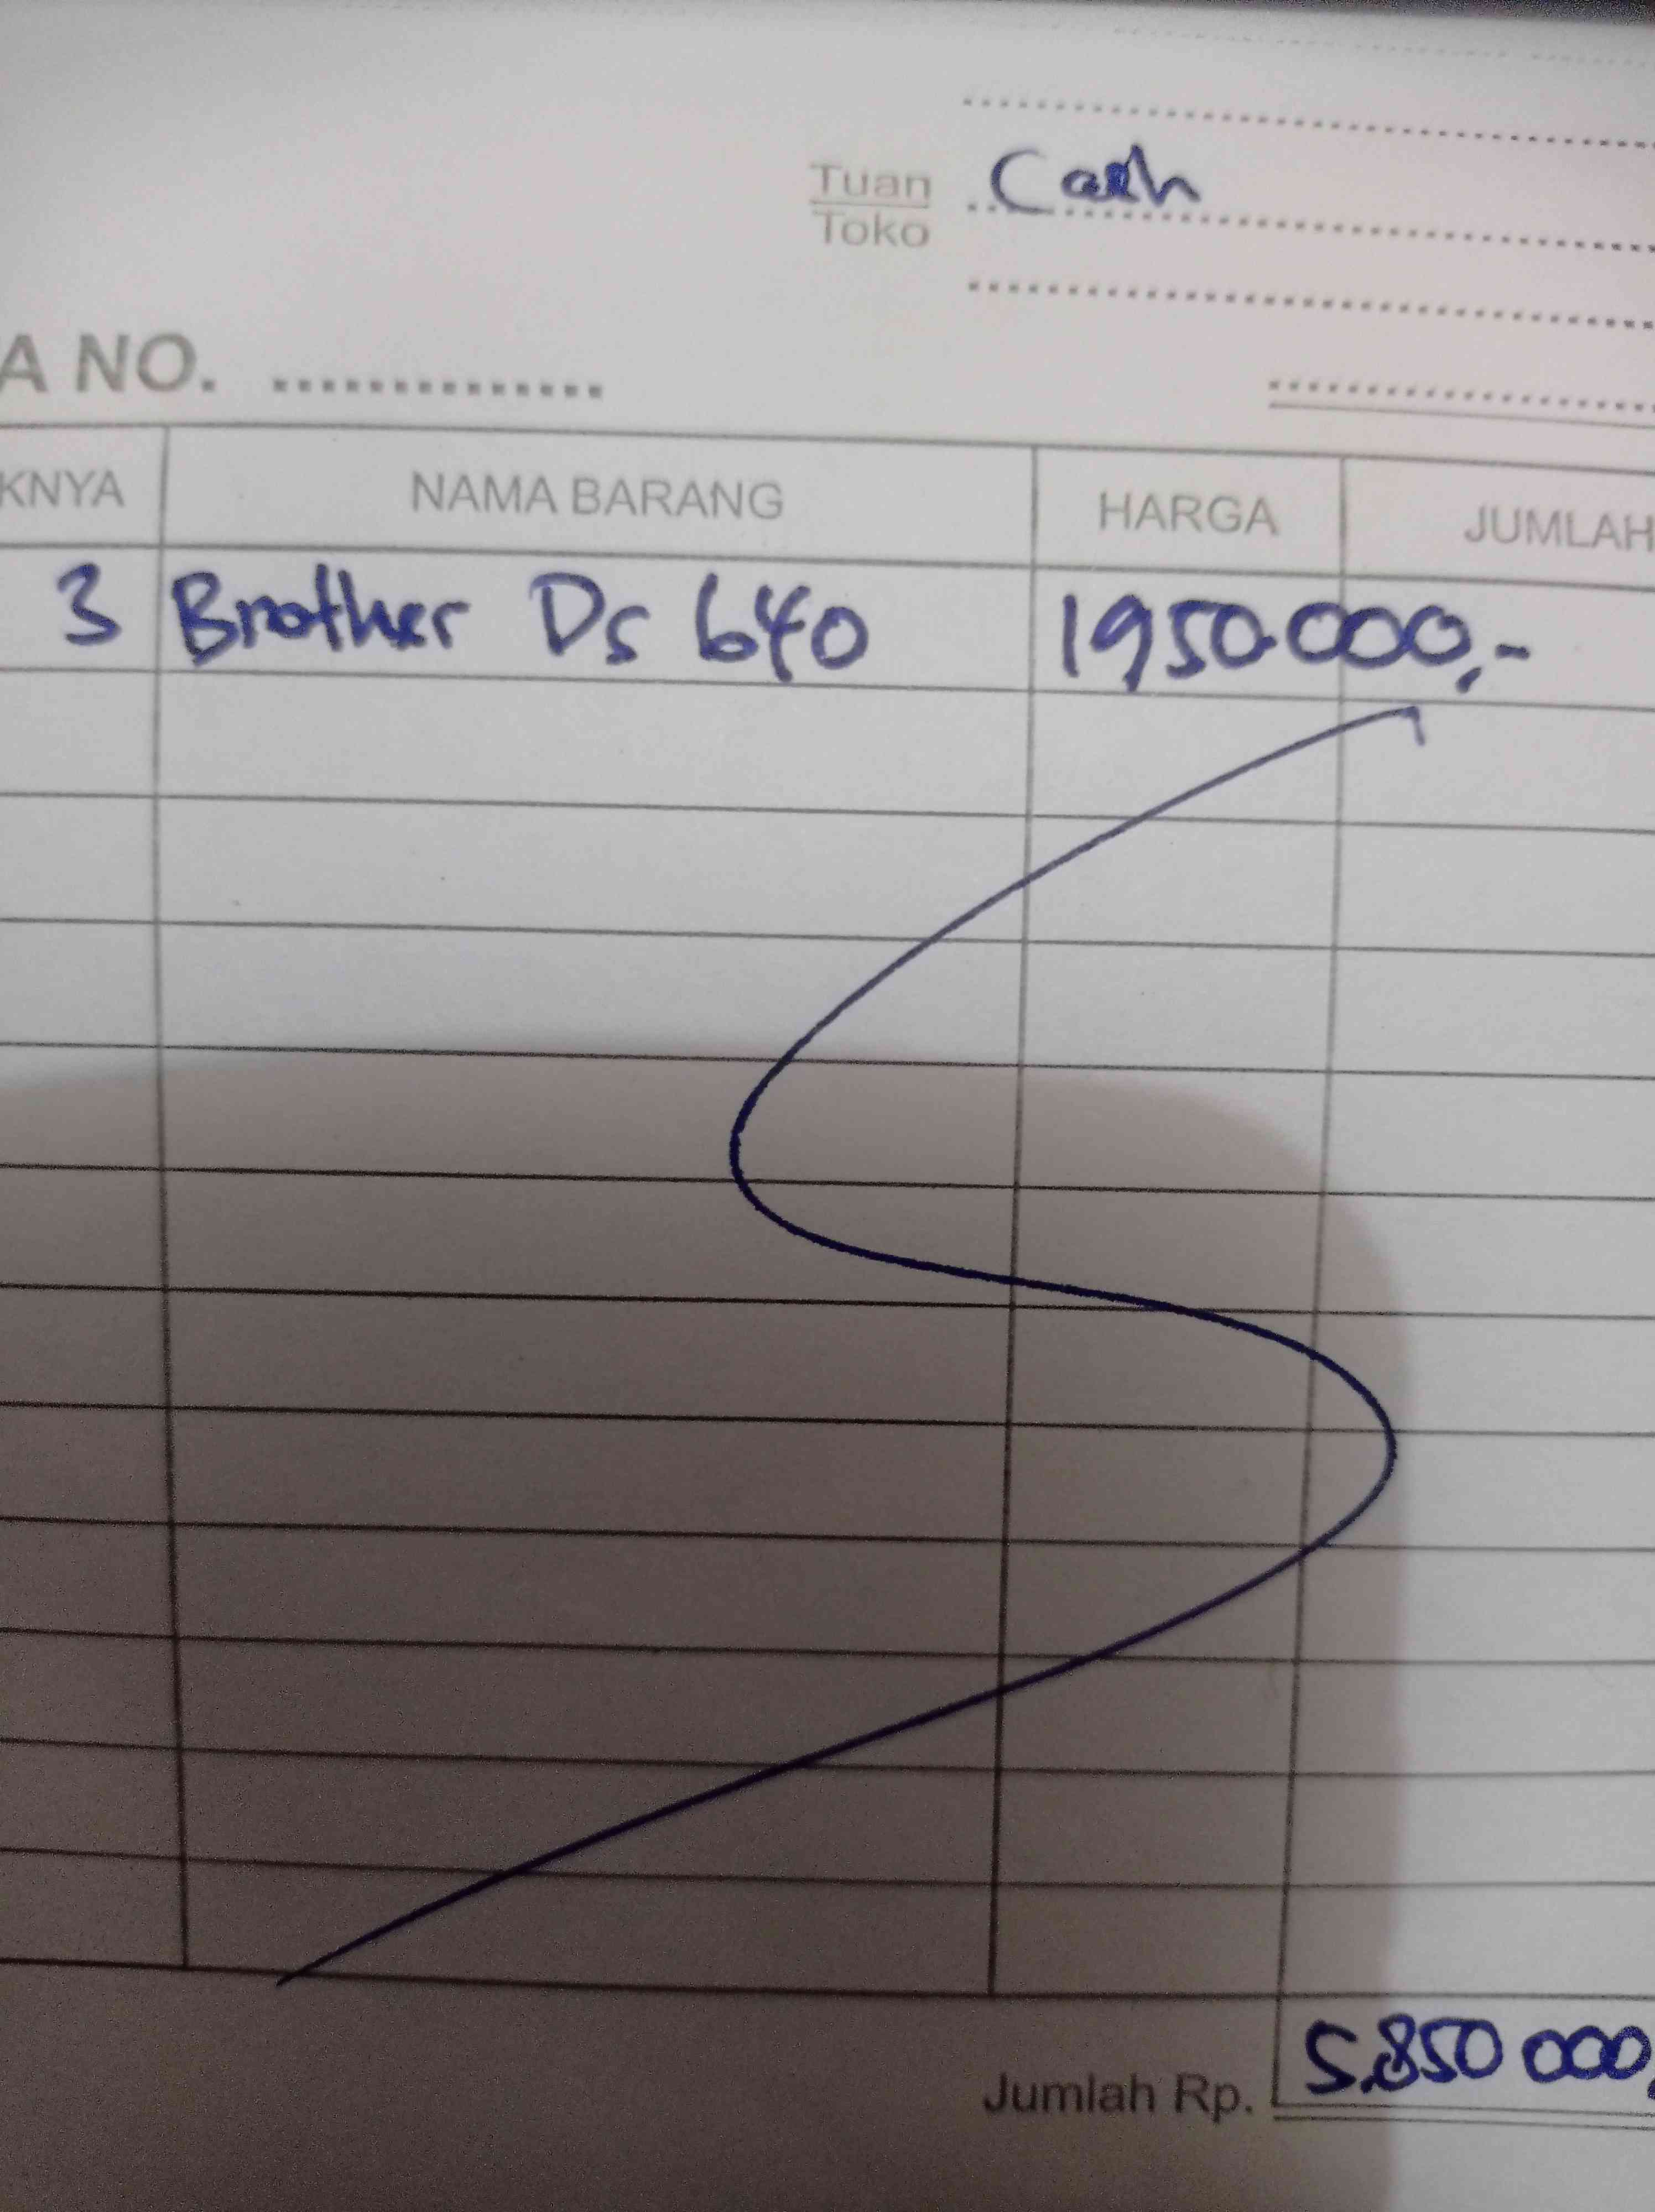 Tuan Cash
Toko
A NO. ..............
KNYA NAMA BARANG HARGA JUMLAH
3 Brother Ds 640 1950.000,-
Jumlah Rp. 5.850 000,